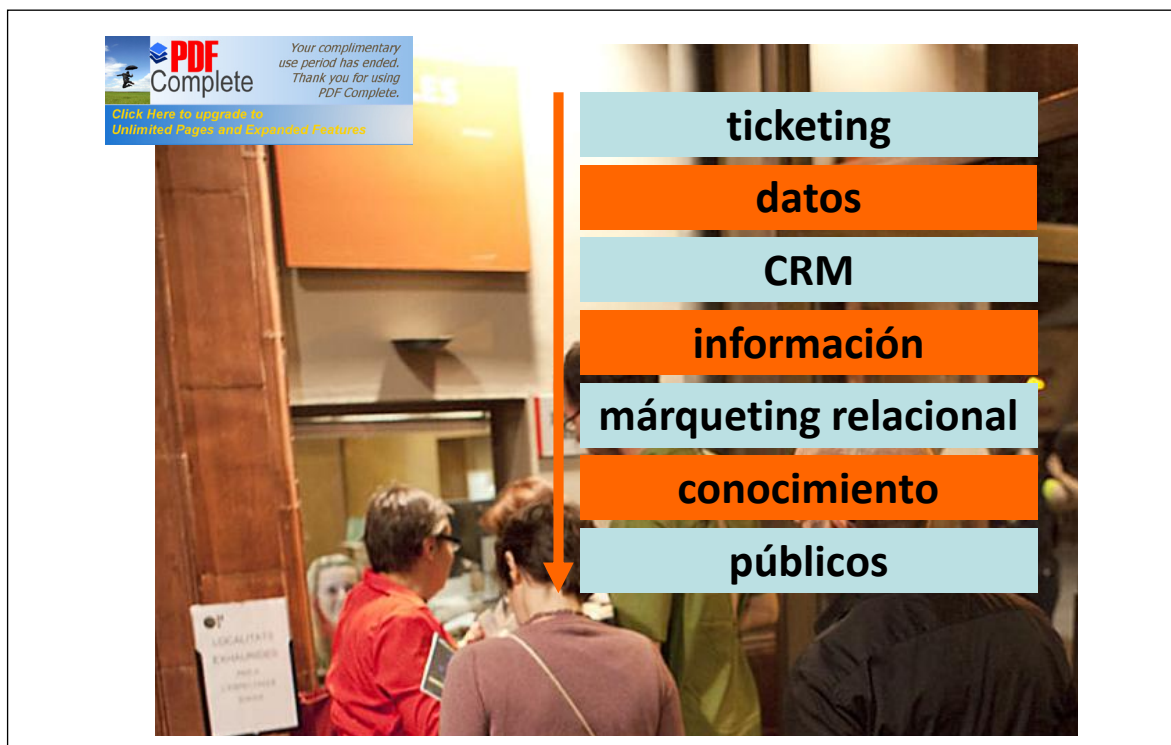 PDF
Complete
Your complimentary
use period has ended.
Thank you for using
PDF Complete.
Click Here to upgrade to
Unlimited Pages and Expanded Features
LES
ticketing
datos
CRM
información
márqueting relacional
conocimiento
públicos
LOCALITATS
EXHAURIDES